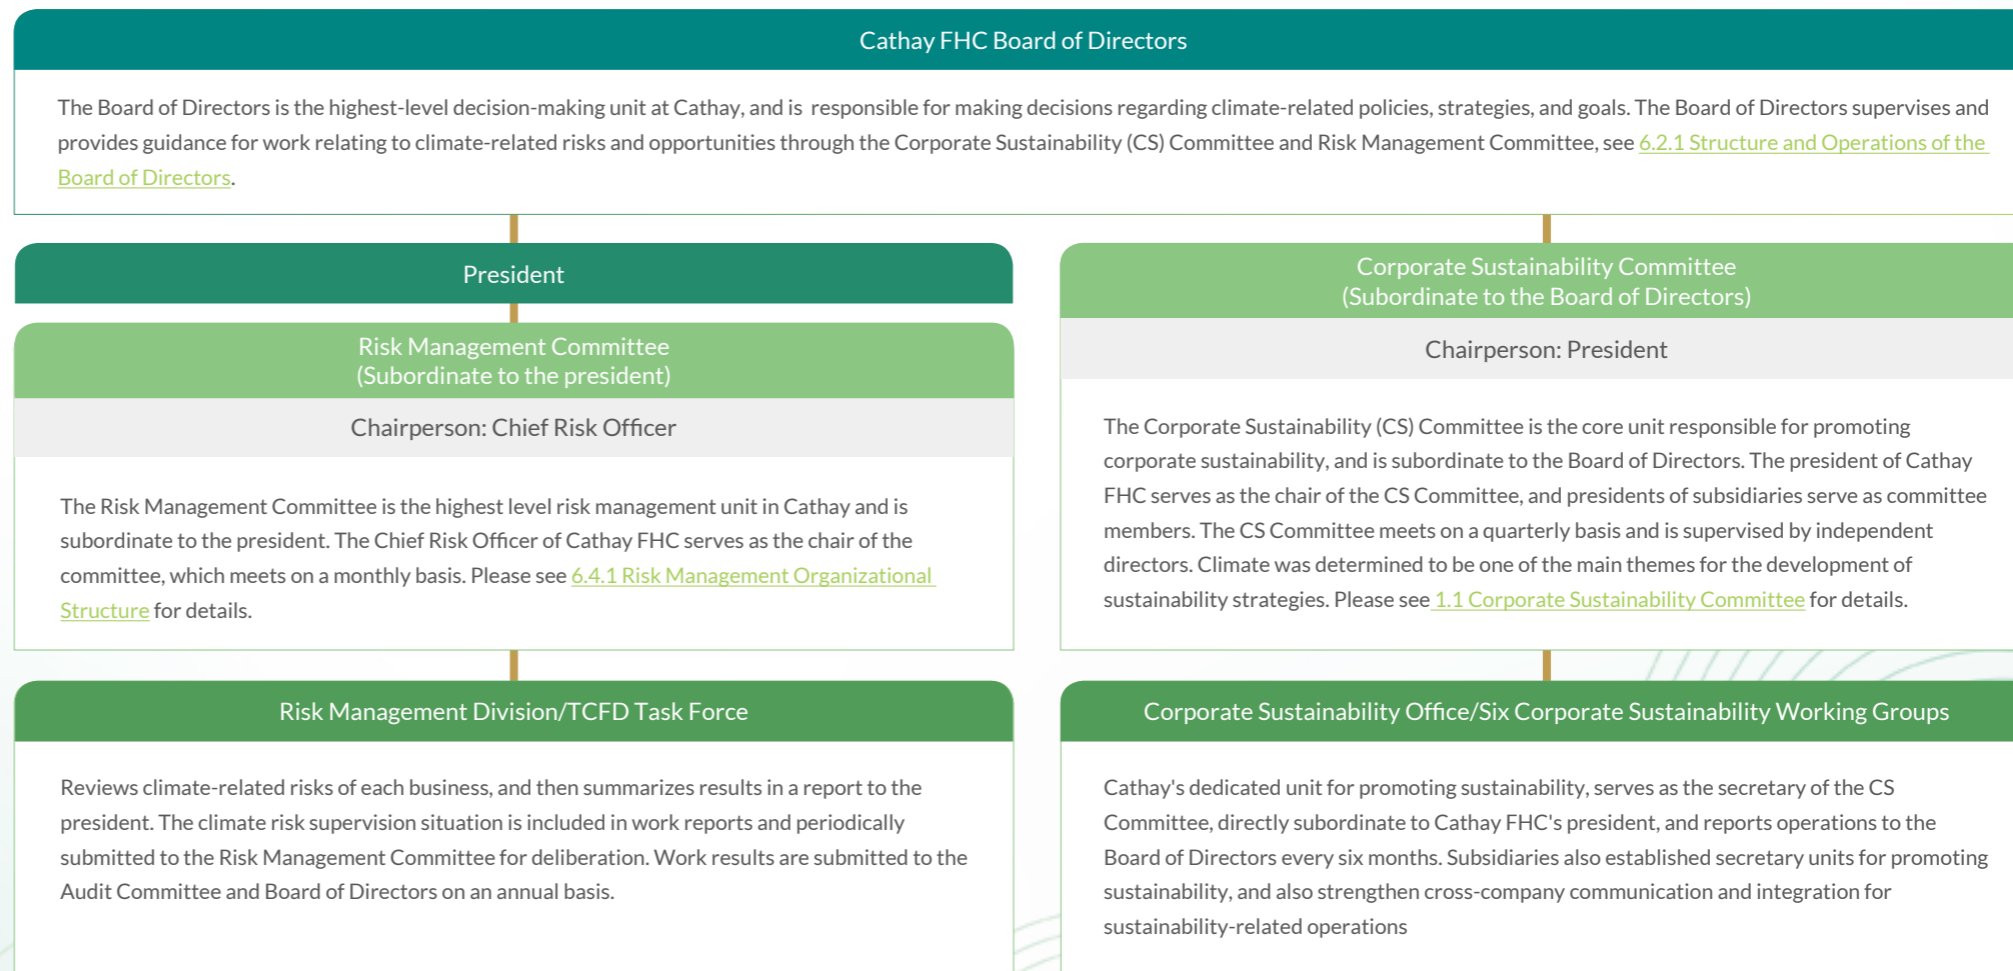 Cathay FHC Board of Directors
The Board of Directors is the highest-level decision-making unit at Cathay, and is responsible for making decisions regarding climate-related policies, strategies, and goals. The Board of Directors supervises and
provides guidance for work relating to climate-related risks and opportunities through the Corporate Sustainability (CS) Committee and Risk Management Committee, see 6.2.1 Structure and Operations of the
Board of Directors.
President
Risk Management Committee
(Subordinate to the president)
Chairperson: Chief Risk Officer
The Risk Management Committee is the highest level risk management unit in Cathay and is
subordinate to the president. The Chief Risk Officer of Cathay FHC serves as the chair of the
committee, which meets on a monthly basis. Please see 6.4.1 Risk Management Organizational
Structure for details.
Risk Management Division/TCFD Task Force
Reviews climate-related risks of each business, and then summarizes results in a report to the
president. The climate risk supervision situation is included in work reports and periodically
submitted to the Risk Management Committee for deliberation. Work results are submitted to the
Audit Committee and Board of Directors on an annual basis.
Corporate Sustainability Committee
(Subordinate to the Board of Directors)
Chairperson: President
The Corporate Sustainability (CS) Committee is the core unit responsible for promoting
corporate sustainability, and is subordinate to the Board of Directors. The president of Cathay
FHC serves as the chair of the CS Committee, and presidents of subsidiaries serve as committee
members. The CS Committee meets on a quarterly basis and is supervised by independent
directors. Climate was determined to be one of the main themes for the development of
sustainability strategies. Please see 1.1 Corporate Sustainability Committee for details.
Corporate Sustainability Office/Six Corporate Sustainability Working Groups
Cathay's dedicated unit for promoting sustainability, serves as the secretary of the CS
Committee, directly subordinate to Cathay FHC's president, and reports operations to the
Board of Directors every six months. Subsidiaries also established secretary units for promoting
sustainability, and also strengthen cross-company communication and integration for
sustainability-related operations